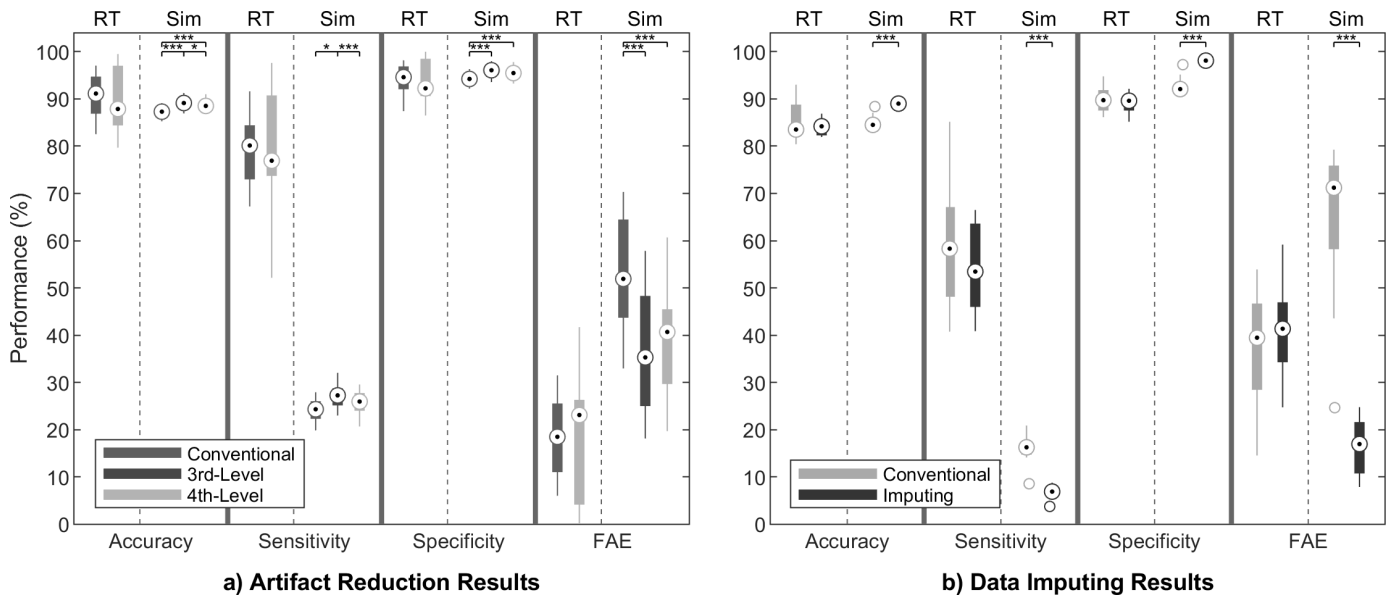 RT Sim RT Sim RT Sim RT Sim
*** *** * * *** *** *** *** ***
100
90
80
70
60
50
40
30
20
10
0
Performance (%)
Conventional
3rd-Level
4th-Level
Accuracy Sensitivity Specificity FAE
a) Artifact Reduction Results
RT Sim RT Sim RT Sim RT Sim
*** *** *** ***
100
90
80
70
60
50
40
30
20
10
0
Conventional
Imputing
Accuracy Sensitivity Specificity FAE
b) Data Imputing Results